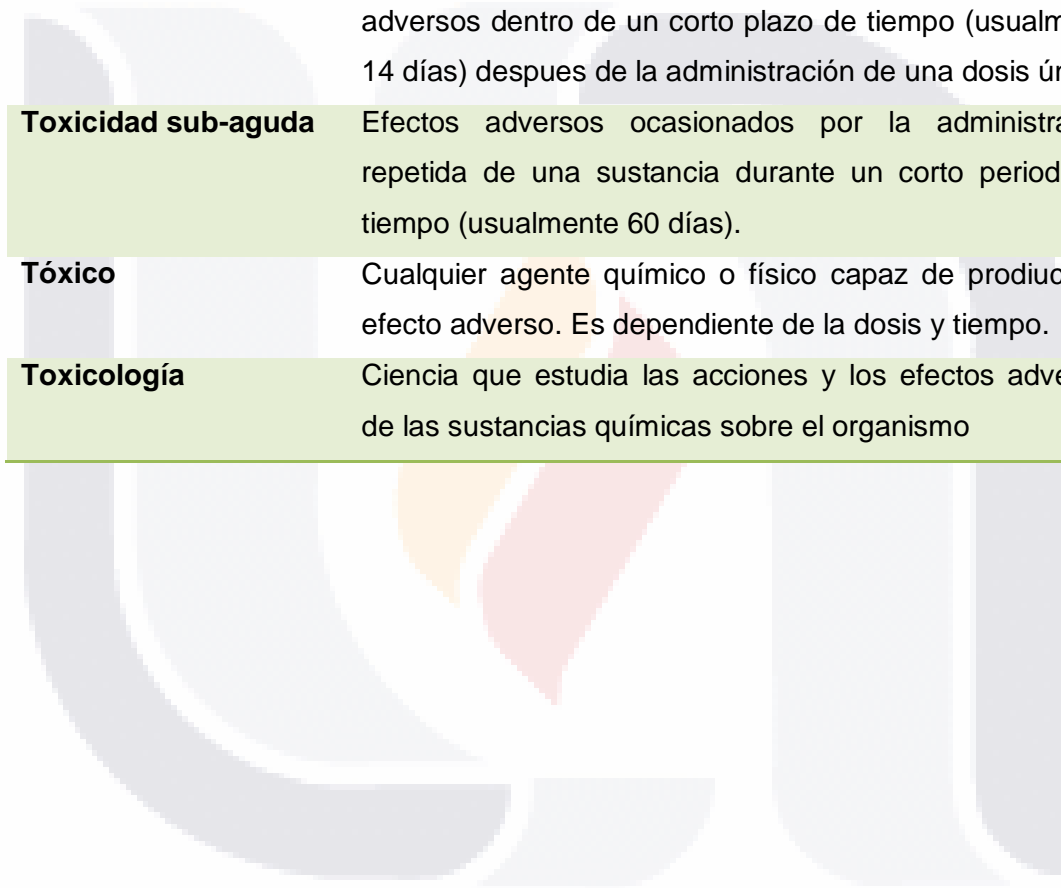 adversos dentro de un corto plazo de tiempo (usualm
14 días) despues de la administración de una dosis ú
Toxicidad sub-aguda Efectos adversos ocasionados por la administra
repetida de una sustancia durante un corto period
tiempo (usualmente 60 días).
Tóxico Cualquier agente químico o físico capaz de prodiuc
efecto adverso. Es dependiente de la dosis y tiempo.
Toxicología Ciencia que estudia las acciones y los efectos adve
de las sustancias químicas sobre el organismo